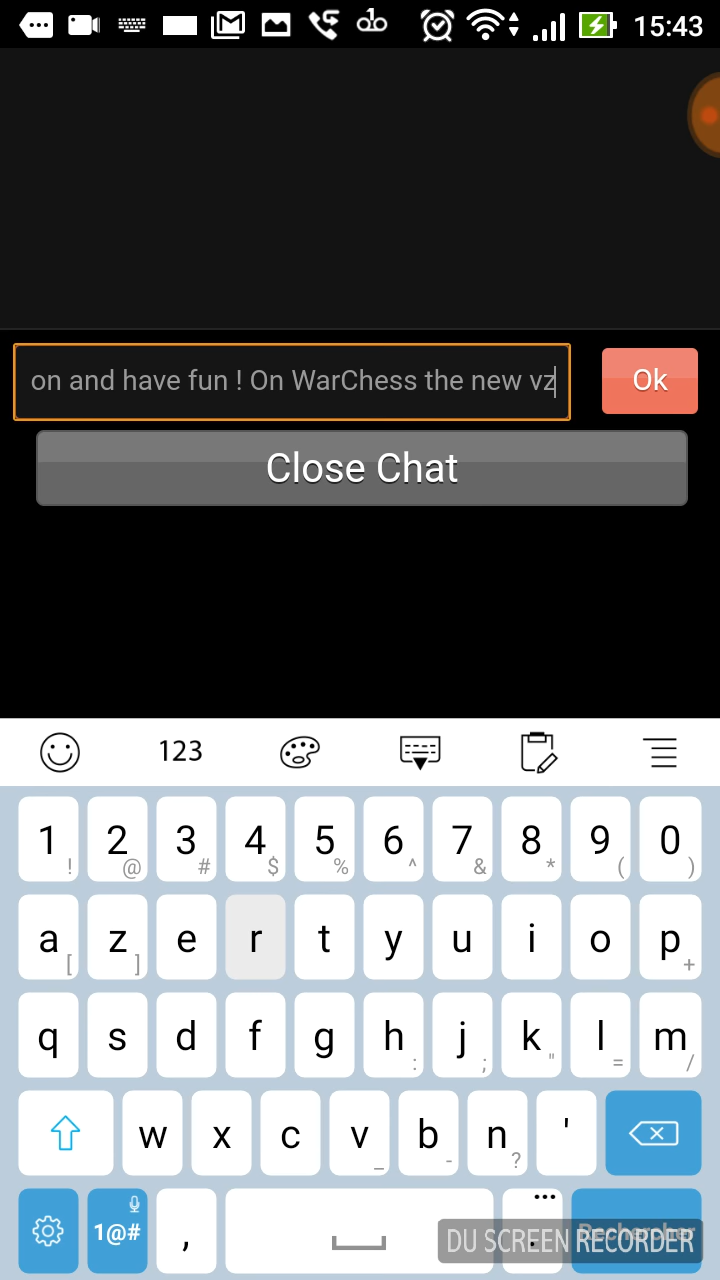 15:43
on and have fun ! On WarChess the new vz
Ok
Close Chat
123
1 ! 2 @ 3 # 4 $ 5 % 6 ^ 7 & 8 * 9 ( 0 )
a [ z ] e r t y u i o p +
q s d f g h : j ; k " l = m /
w x c v _ b - n ? '
1@# , . Rechercher
DU SCREEN RECORDER